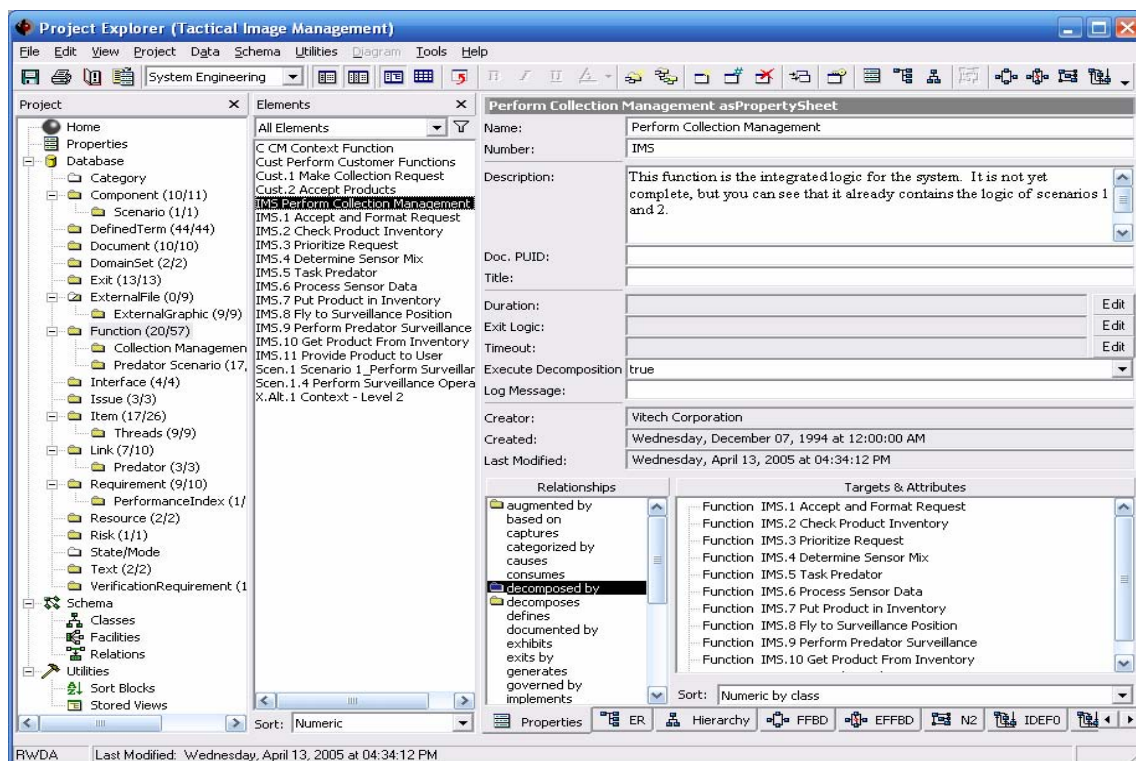 Project Explorer (Tactical Image Management)
File Edit View Project Data Schema Utilities Diagram Tools Help
System Engineering
Project
Home
Properties
Database
Category
Component (10/11)
Scenario (1/1)
DefinedTerm (44/44)
Document (10/10)
DomainSet (2/2)
Exit (13/13)
ExternalFile (0/9)
ExternalGraphic (9/9)
Function (20/57)
Collection Managemen
Predator Scenario (17,
Interface (4/4)
Issue (3/3)
Item (17/26)
Threads (9/9)
Link (7/10)
Predator (3/3)
Requirement (9/10)
PerformanceIndex (1/
Resource (2/2)
Risk (1/1)
State/Mode
Text (2/2)
VerificationRequirement (1
Schema
Classes
Facilities
Relations
Utilities
Sort Blocks
Stored Views
Elements
All Elements
C CM Context Function
Cust Perform Customer Functions
Cust.1 Make Collection Request
Cust.2 Accept Products
IMS Perform Collection Management
IMS.1 Accept and Format Request
IMS.2 Check Product Inventory
IMS.3 Prioritize Request
IMS.4 Determine Sensor Mix
IMS.5 Task Predator
IMS.6 Process Sensor Data
IMS.7 Put Product in Inventory
IMS.8 Fly to Surveillance Position
IMS.9 Perform Predator Surveillance
IMS.10 Get Product From Inventory
IMS.11 Provide Product to User
Scen.1 Scenario 1_Perform Surveillar
Scen.1.4 Perform Surveillance Opera
X.Alt.1 Context - Level 2
Sort: Numeric
Perform Collection Management asPropertySheet
Name: Perform Collection Management
Number: IMS
Description: This function is the integrated logic for the system. It is not yet
complete, but you can see that it already contains the logic of scenarios 1
and 2.
Doc. PUID:
Title:
Duration: Edit
Exit Logic: Edit
Timeout: Edit
Execute Decomposition true
Log Message:
Creator: Vitech Corporation
Created: Wednesday, December 07, 1994 at 12:00:00 AM
Last Modified: Wednesday, April 13, 2005 at 04:34:12 PM
Relationships
augmented by
based on
captures
categorized by
causes
consumes
decomposed by
decomposes
defines
documented by
exhibits
exits by
generates
governed by
implements
Targets & Attributes
Function IMS.1 Accept and Format Request
Function IMS.2 Check Product Inventory
Function IMS.3 Prioritize Request
Function IMS.4 Determine Sensor Mix
Function IMS.5 Task Predator
Function IMS.6 Process Sensor Data
Function IMS.7 Put Product in Inventory
Function IMS.8 Fly to Surveillance Position
Function IMS.9 Perform Predator Surveillance
Function IMS.10 Get Product From Inventory
Sort: Numeric by class
Properties ER Hierarchy FFBD EFFBD N2 IDEF0
RWDA Last Modified: Wednesday, April 13, 2005 at 04:34:12 PM